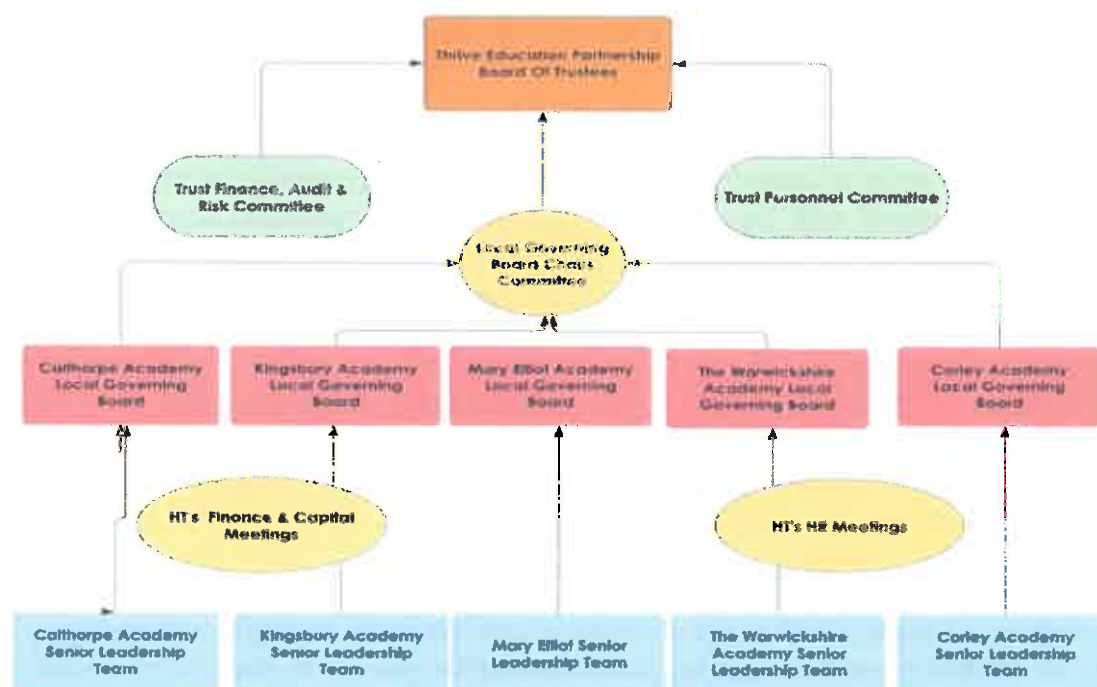 Thrive Education Partnership
Board Of Trustees
Trust Finance, Audit &
Risk Committee
Trust Personnel Committee
Local Governing
Board Chairs
Committee
Calthorpe Academy
Local Governing
Board
Kingsbury Academy
Local Governing
Board
Mary Elliot Academy
Local Governing
Board
The Warwickshire
Academy Local
Governing Board
Corley Academy
Local Governing
Board
HT's Finance & Capital
Meetings
HT's HR Meetings
Calthorpe Academy
Senior Leadership
Team
Kingsbury Academy
Senior Leadership
Team
Mary Elliot Senior
Leadership Team
The Warwickshire
Academy Senior
Leadership Team
Corley Academy
Senior Leadership
Team